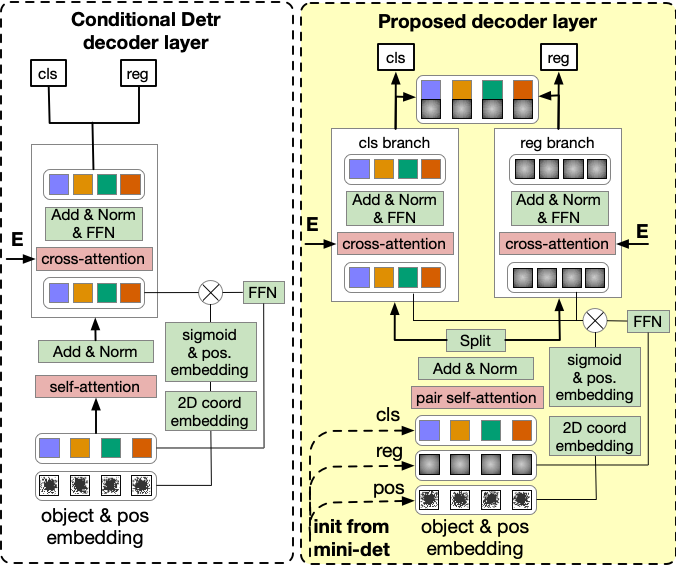 Conditional Detr
decoder layer
cls
reg
Add & Norm
& FFN
E
cross-attention
FFN
sigmoid
& pos.
embedding
Add & Norm
self-attention
2D coord
embedding
object & pos
embedding
Proposed decoder layer
cls
reg
cls branch
reg branch
Add & Norm
& FFN
Add & Norm
& FFN
E
cross-attention
cross-attention
E
FFN
Split
sigmoid
& pos.
embedding
Add & Norm
pair self-attention
cls
2D coord
embedding
reg
pos
init from
mini-det
object & pos
embedding